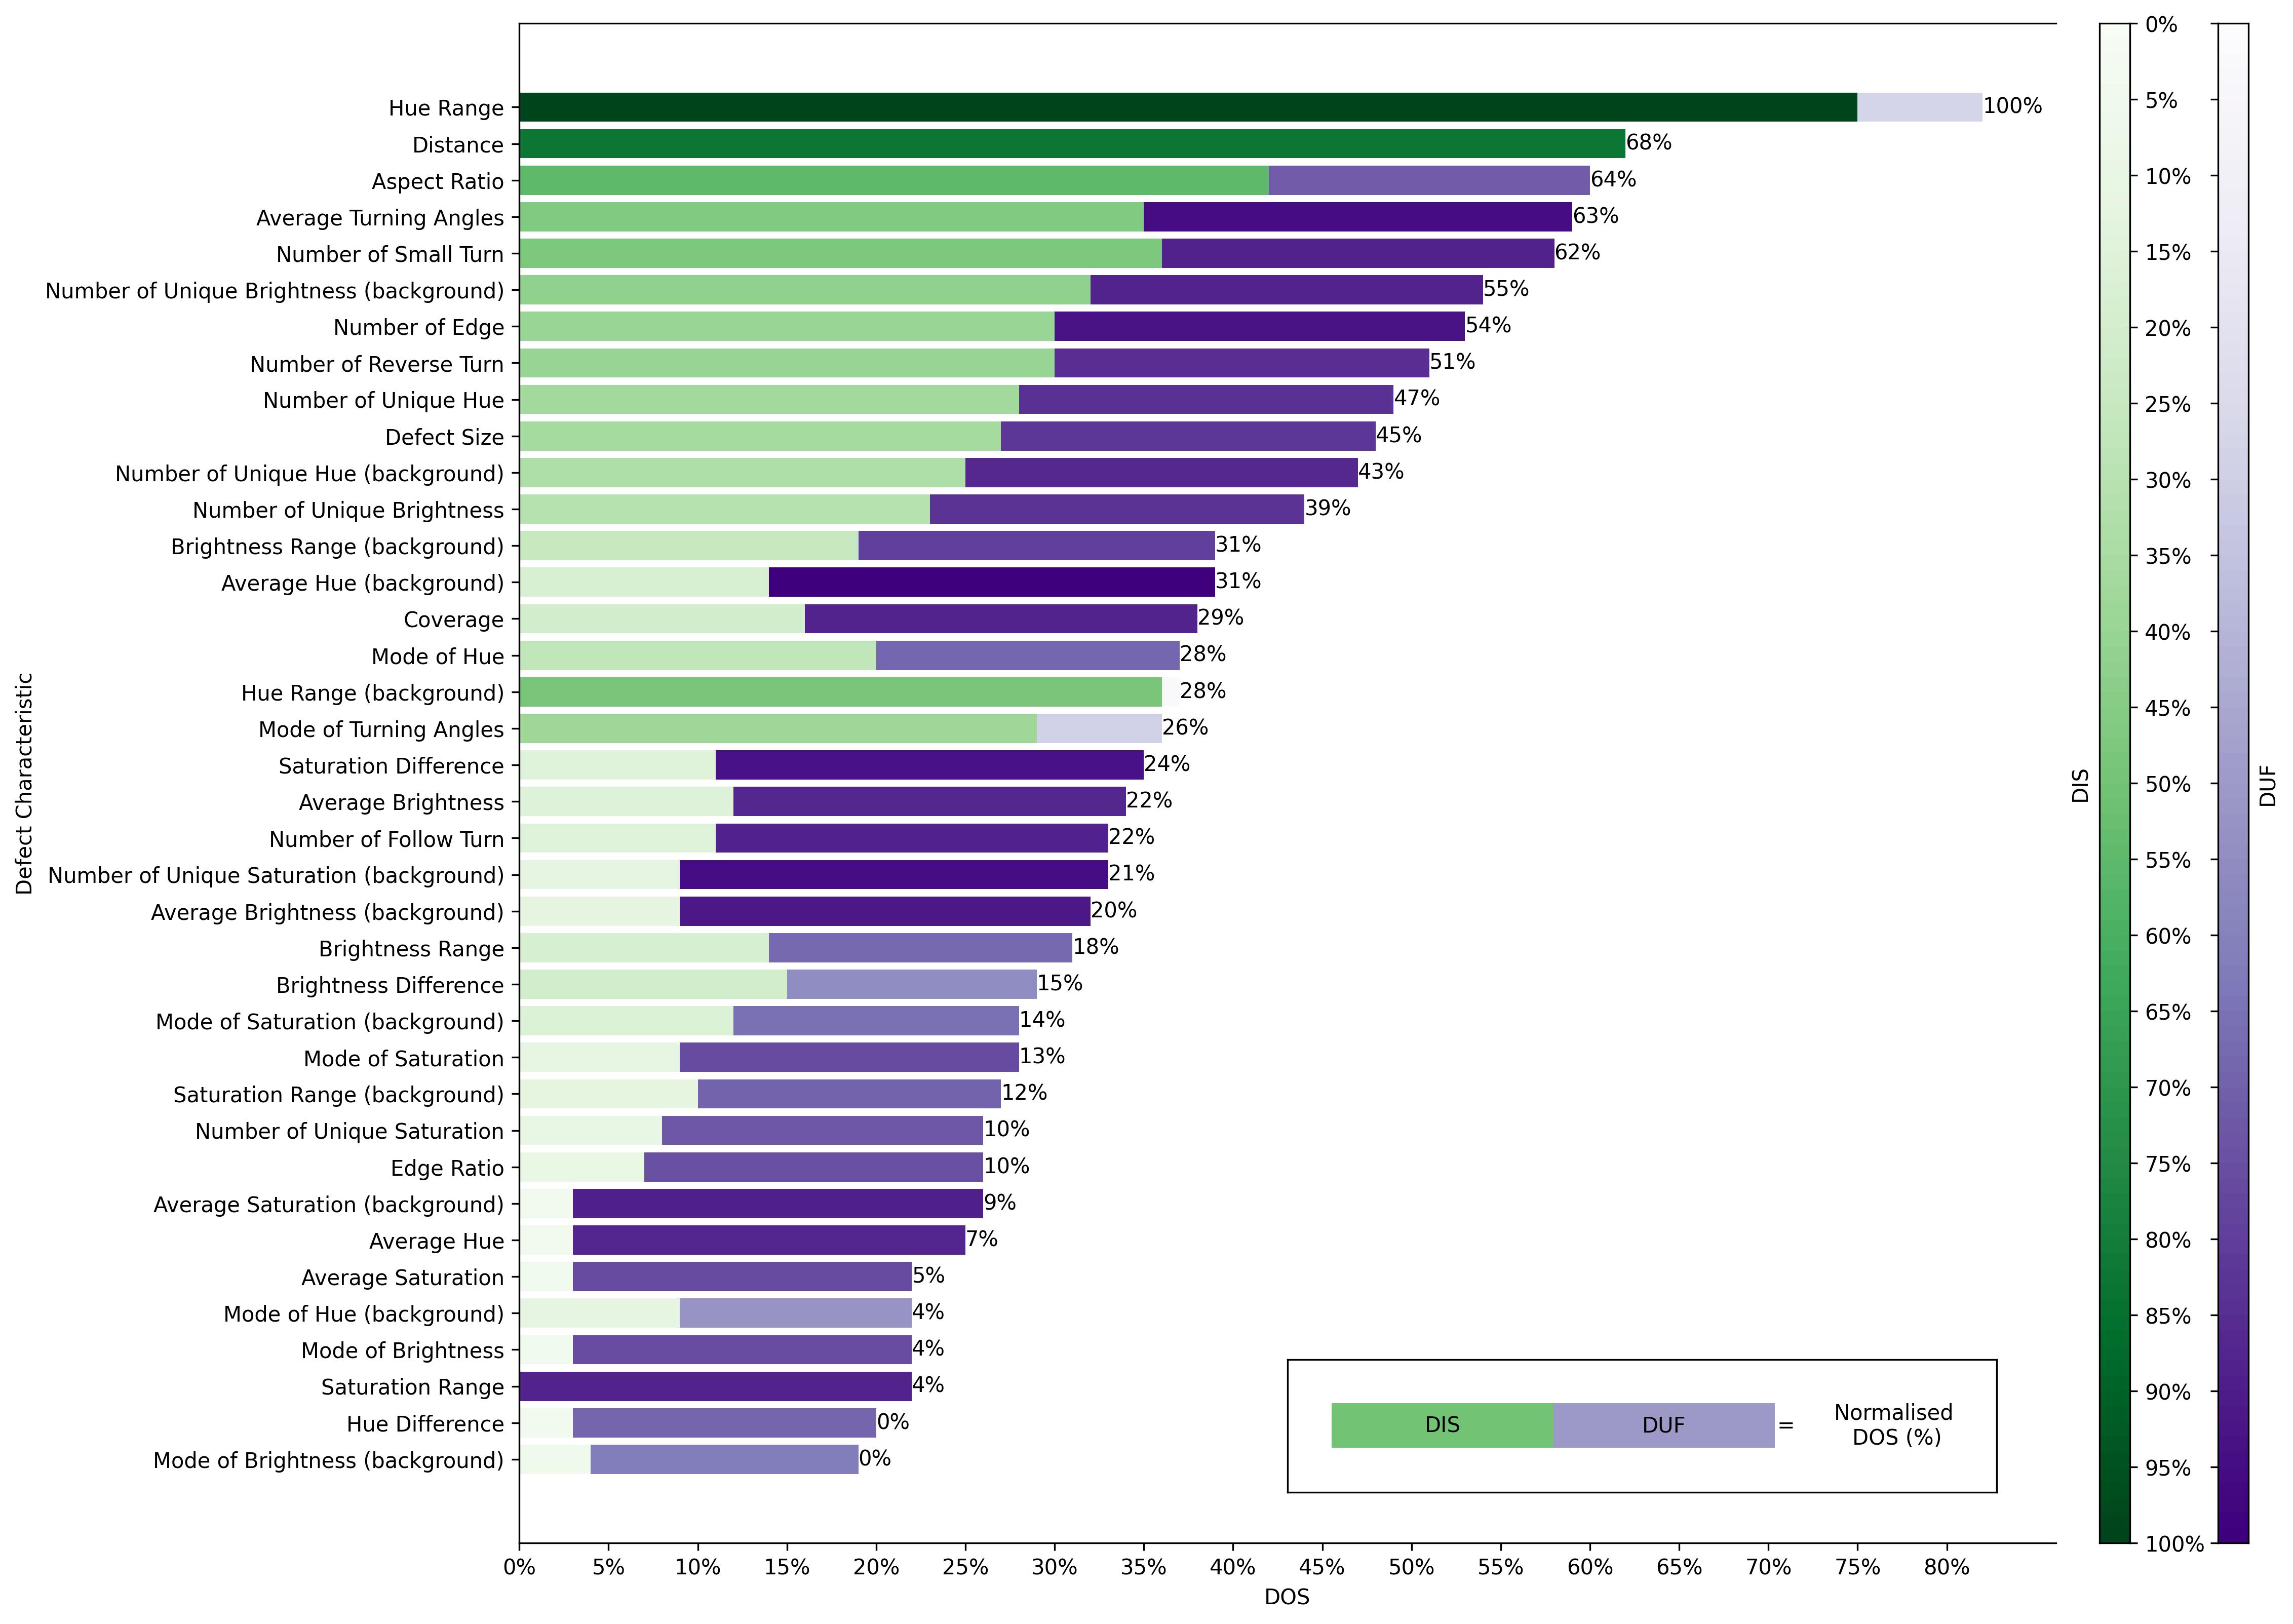 Defect Characteristic
Hue Range 100%
Distance 68%
Aspect Ratio 64%
Average Turning Angles 63%
Number of Small Turn 62%
Number of Unique Brightness (background) 55%
Number of Edge 54%
Number of Reverse Turn 51%
Number of Unique Hue 47%
Defect Size 45%
Number of Unique Hue (background) 43%
Number of Unique Brightness 39%
Brightness Range (background) 31%
Average Hue (background) 31%
Coverage 29%
Mode of Hue 28%
Hue Range (background) 28%
Mode of Turning Angles 26%
Saturation Difference 24%
Average Brightness 22%
Number of Follow Turn 22%
Number of Unique Saturation (background) 21%
Average Brightness (background) 20%
Brightness Range 18%
Brightness Difference 15%
Mode of Saturation (background) 14%
Mode of Saturation 13%
Saturation Range (background) 12%
Number of Unique Saturation 10%
Edge Ratio 10%
Average Saturation (background) 9%
Average Hue 7%
Average Saturation 5%
Mode of Hue (background) 4%
Mode of Brightness 4%
Saturation Range 4%
Hue Difference 0%
Mode of Brightness (background) 0%
DIS DUF = Normalised
DOS (%)
0% 5% 10% 15% 20% 25% 30% 35% 40% 45% 50% 55% 60% 65% 70% 75% 80%
DOS
DIS
0%
5%
10%
15%
20%
25%
30%
35%
40%
45%
50%
55%
60%
65%
70%
75%
80%
85%
90%
95%
100%
DUF